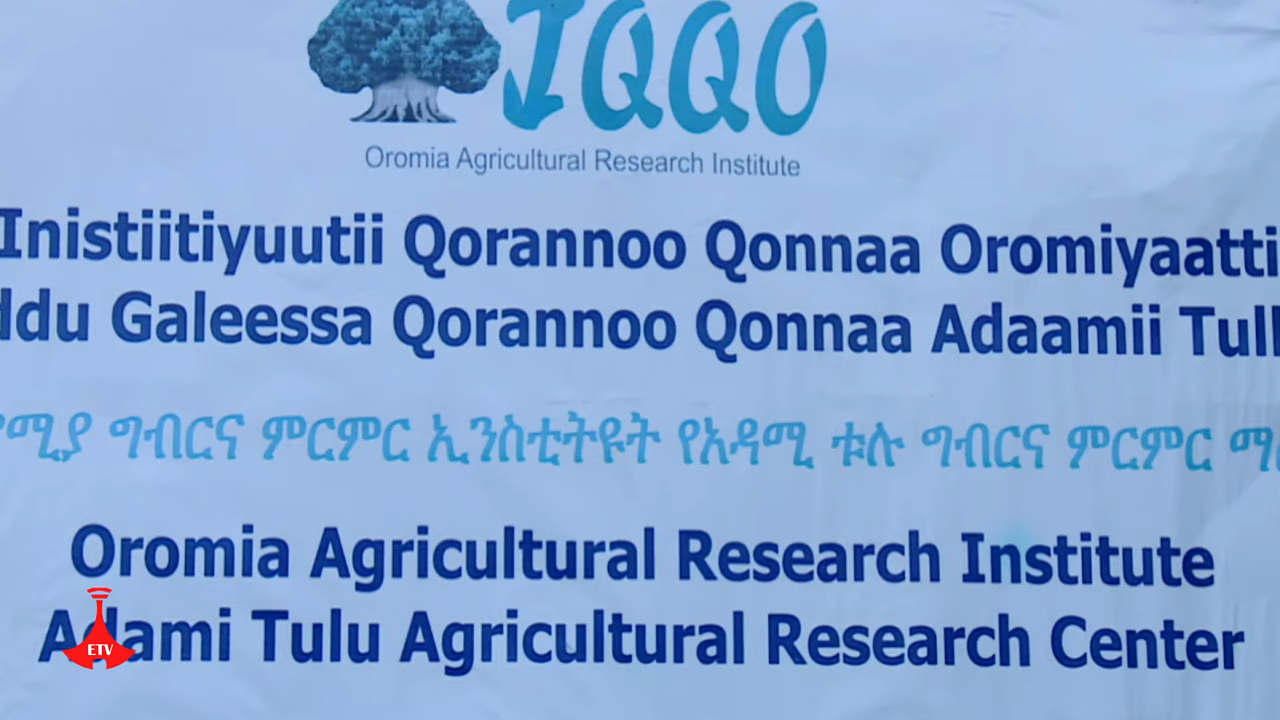 IQQO
Oromia Agricultural Research Institute
Inistiitiyuutii Qorannoo Qonnaa Oromiyaatti
Galeessa Qorannoo Qonnaa Adaamii
ግብርና ምርምር ኢንስቲትዩት የአዳሚ ቱሉ ግብርና ምርምር
Oromia Agricultural Research Institute
Adami Tulu Agricultural Research Center
ETV